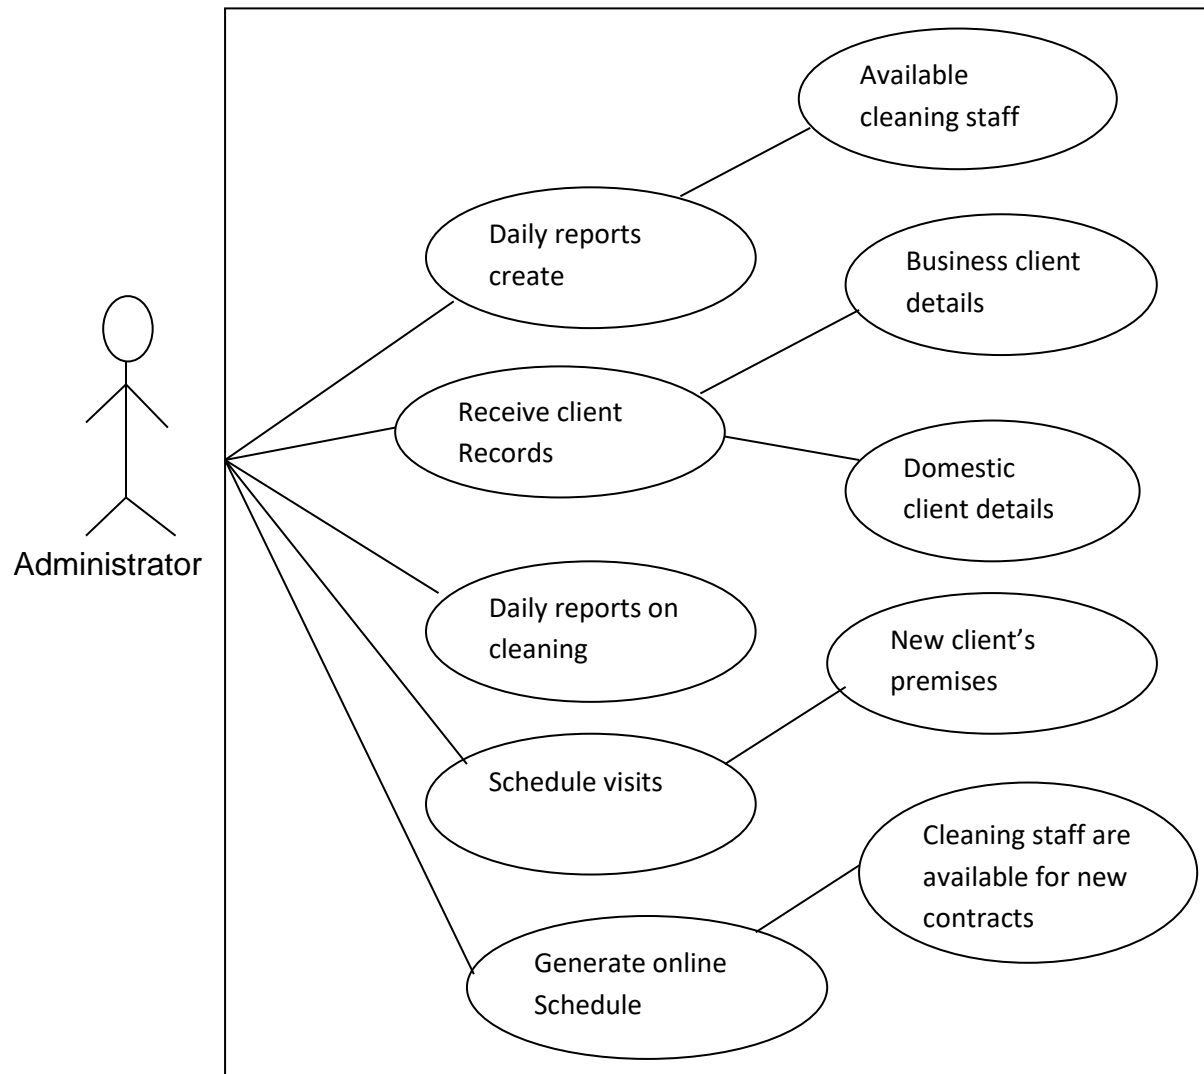 Available
cleaning staff
Daily reports
create
Business client
details
Receive client
Records
Domestic
client details
Administrator
Daily reports on
cleaning
New client’s
premises
Schedule visits
Cleaning staff are
available for new
contracts
Generate online
Schedule